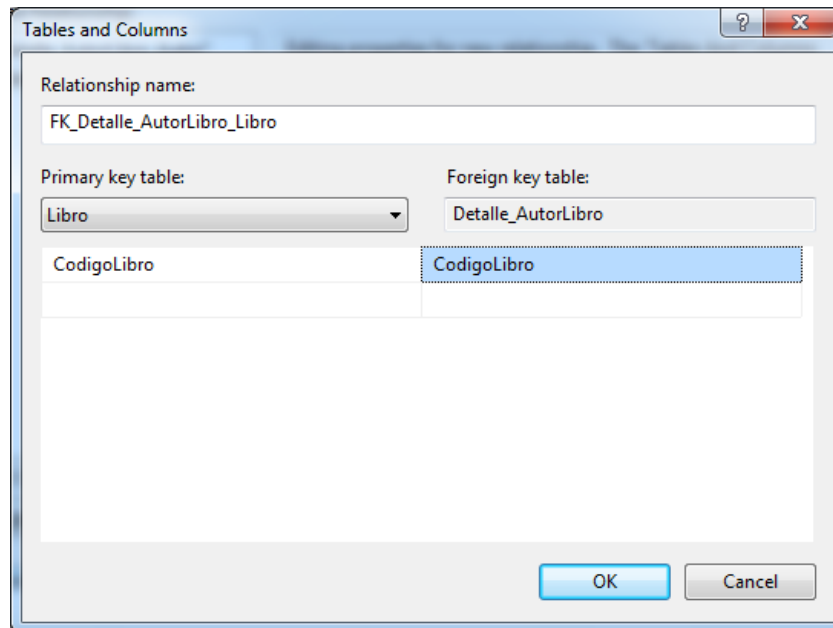 Tables and Columns
?
X
Relationship name:
FK_Detalle_AutorLibro_Libro
Primary key table: Foreign key table:
Libro Detalle_AutorLibro
CodigoLibro CodigoLibro
OK Cancel